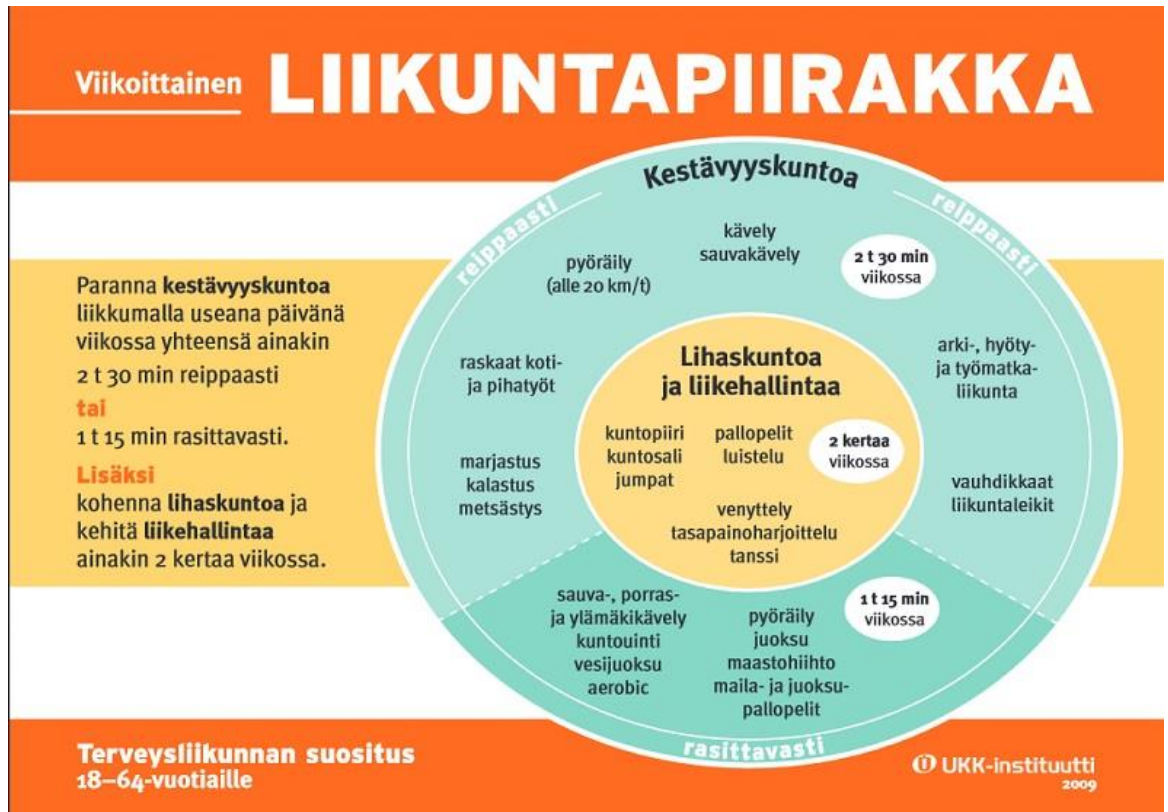 Viikoittainen LIIKUNTAPIIRAKKA
Paranna kestävyyskuntoa
liikkumalla useana päivänä
viikossa yhteensä ainakin
2 t 30 min reippaasti
tai
1 t 15 min rasittavasti.
Lisäksi
kohenna lihaskuntoa ja
kehitä liikehallintaa
ainakin 2 kertaa viikossa.
Kestävyyskuntoa
reippaasti
reippaasti
kävely
sauvakävely
2 t 30 min
viikossa
pyöräily
(alle 20 km/t)
raskaat koti-
ja pihatyöt
marjastus
kalastus
metsästys
arki-, hyöty-
ja työmatka-
liikunta
vauhdikkaat
liikuntaleikit
Lihaskuntoa
ja liikehallintaa
kuntopiiri
kuntosali
jumpat
pallopelit
luistelu
2 kertaa
viikossa
venyttely
tasapainoharjoittelu
tanssi
sauva-, porras-
ja ylämäkikävely
kuntouinti
vesijuoksu
aerobic
pyöräily
juoksu
maastohiihto
maila- ja juoksu-
pallopelit
1 t 15 min
viikossa
rasittavasti
Terveysliikunnan suositus
18–64-vuotiaille
UKK-instituutti
2009